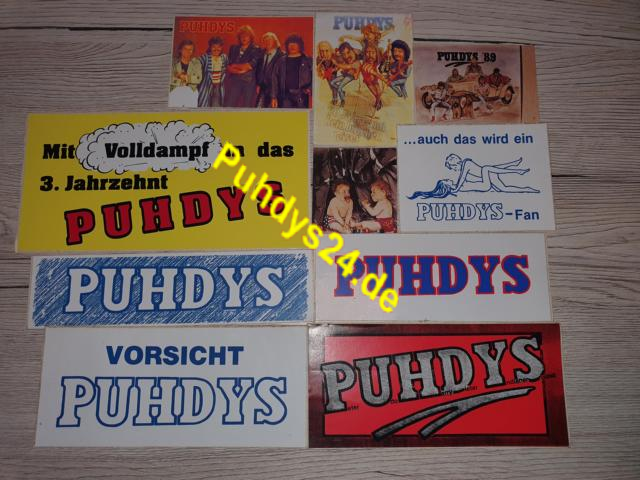 PUHDYS
PUHDYS
PUHDYS 89
Mit Volldampf in das
3. Jahrzehnt
PUHDYS
...auch das wird ein
PUHDYS-Fan
PUHDYS
PUHDYS
VORSICHT
PUHDYS
PUHDYS
Puhdys24.de